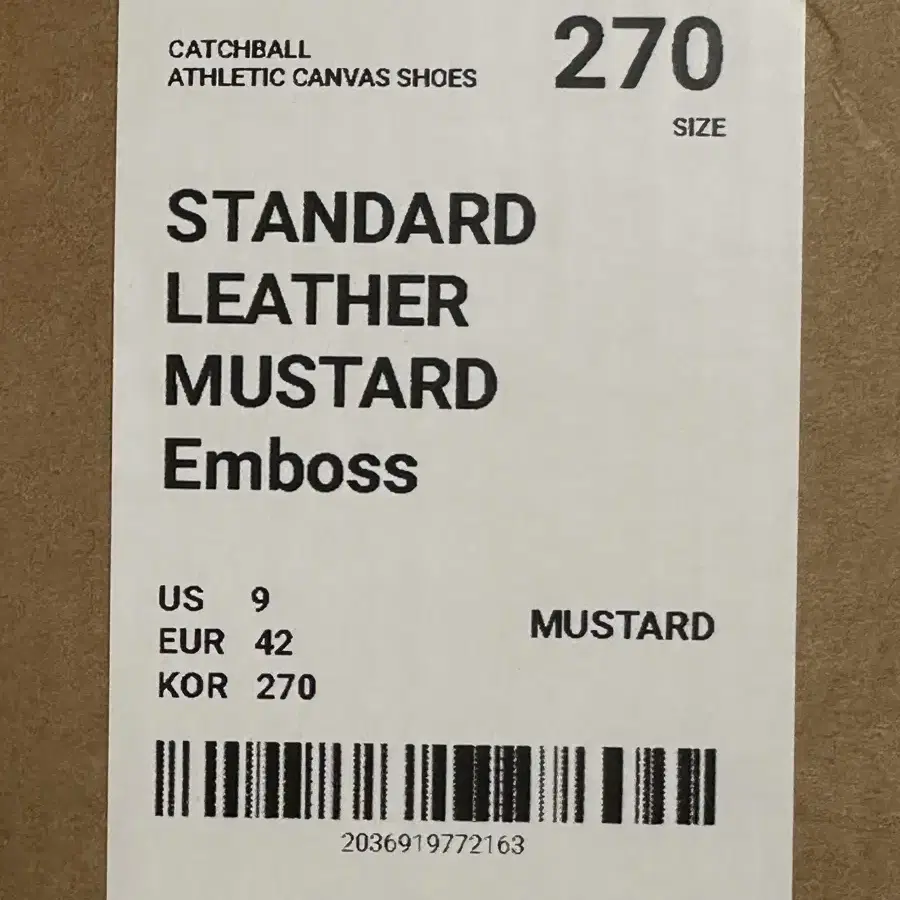 CATCHBALL
ATHLETIC CANVAS SHOES
270
SIZE
STANDARD
LEATHER
MUSTARD
Emboss
US 9
EUR 42
KOR 270
MUSTARD
2036919772163